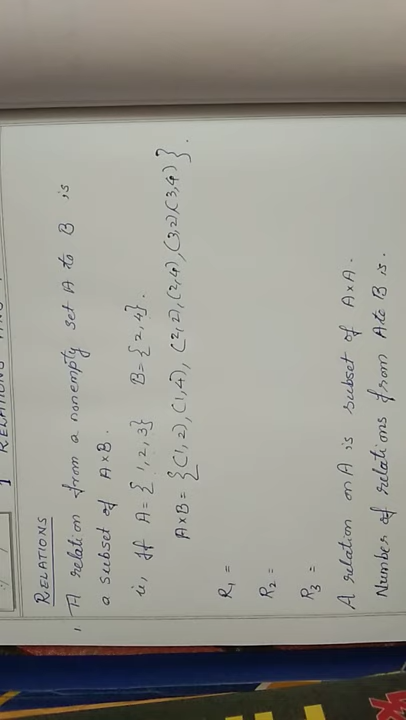 RELATIONS
A relation from a nonempty set A to B is
a subset of A×B.
ie, If A = {1, 2, 3} B = {2, 4}.
A×B = {(1, 2), (1, 4), (2, 2), (2, 4), (3, 2), (3, 4)}.
R₁ =
R₂ =
R₃ =
A relation on A is subset of A×A.
Number of relations from A to B is.